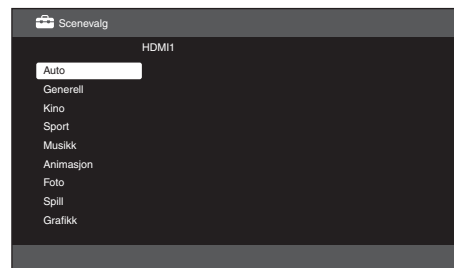 Scenevalg
HDMI1
Auto
Generell
Kino
Sport
Musikk
Animasjon
Foto
Spill
Grafikk